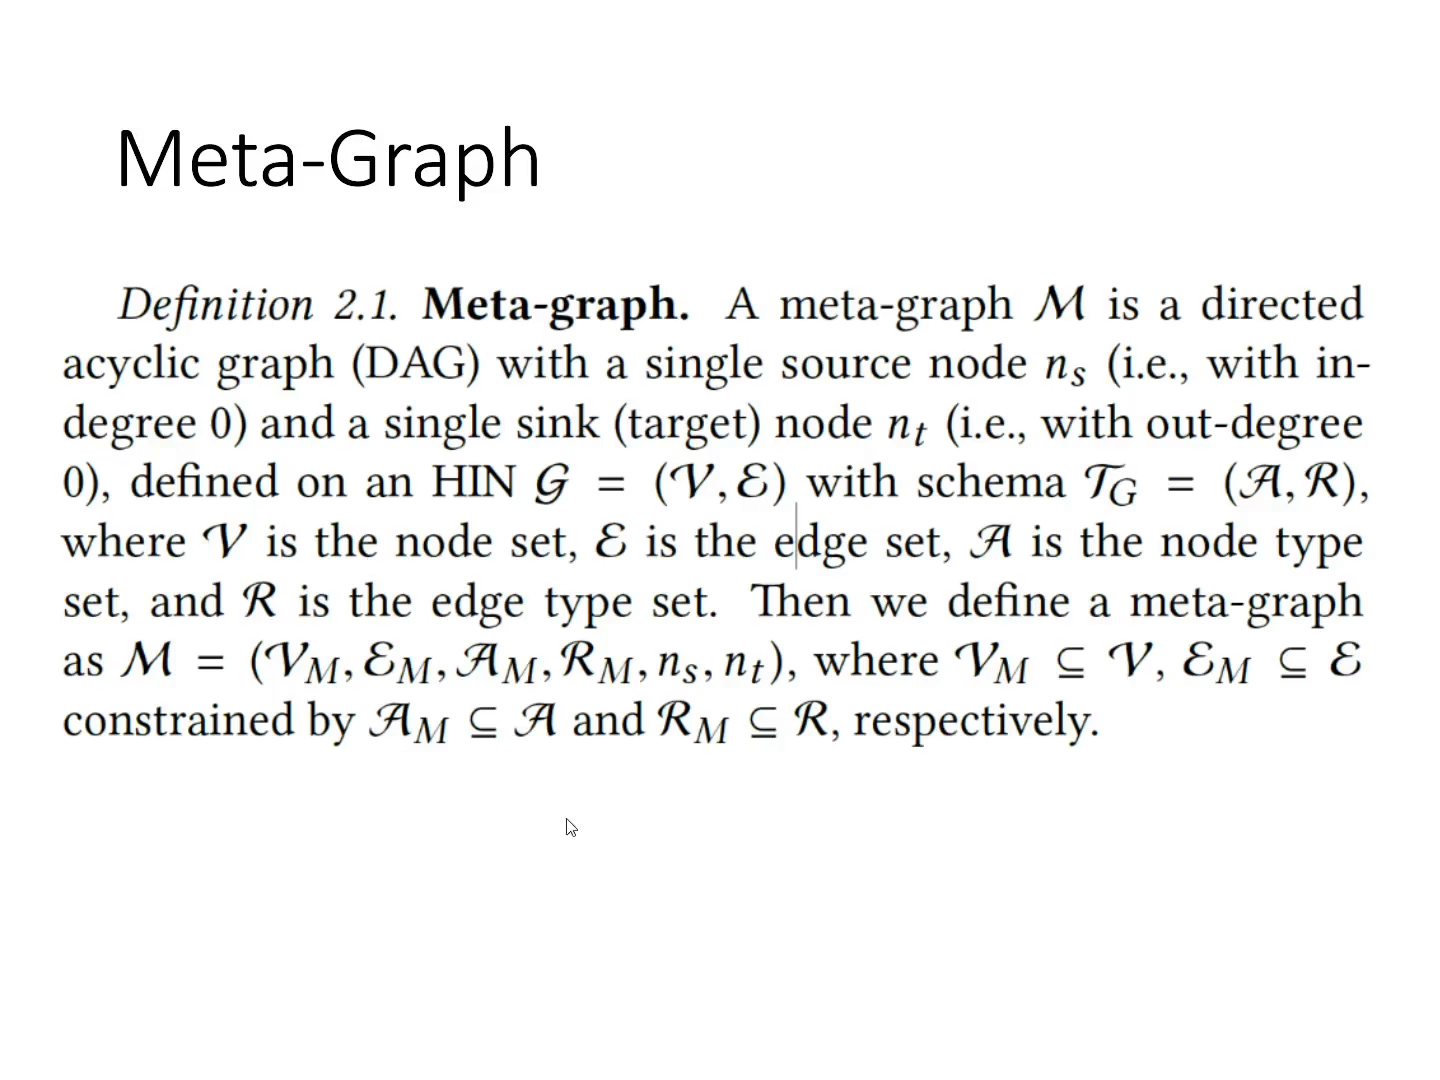 Meta-Graph
Definition 2.1. Meta-graph. A meta-graph ℳ is a directed
acyclic graph (DAG) with a single source node nₛ (i.e., with in-
degree 0) and a single sink (target) node nₜ (i.e., with out-degree
0), defined on an HIN 𝒢 = (𝒱, ℰ) with schema 𝒯_G = (𝒜, ℛ),
where 𝒱 is the node set, ℰ is the edge set, 𝒜 is the node type
set, and ℛ is the edge type set. Then we define a meta-graph
as ℳ = (𝒱_M, ℰ_M, 𝒜_M, ℛ_M, nₛ, nₜ), where 𝒱_M ⊆ 𝒱, ℰ_M ⊆ ℰ
constrained by 𝒜_M ⊆ 𝒜 and ℛ_M ⊆ ℛ, respectively.